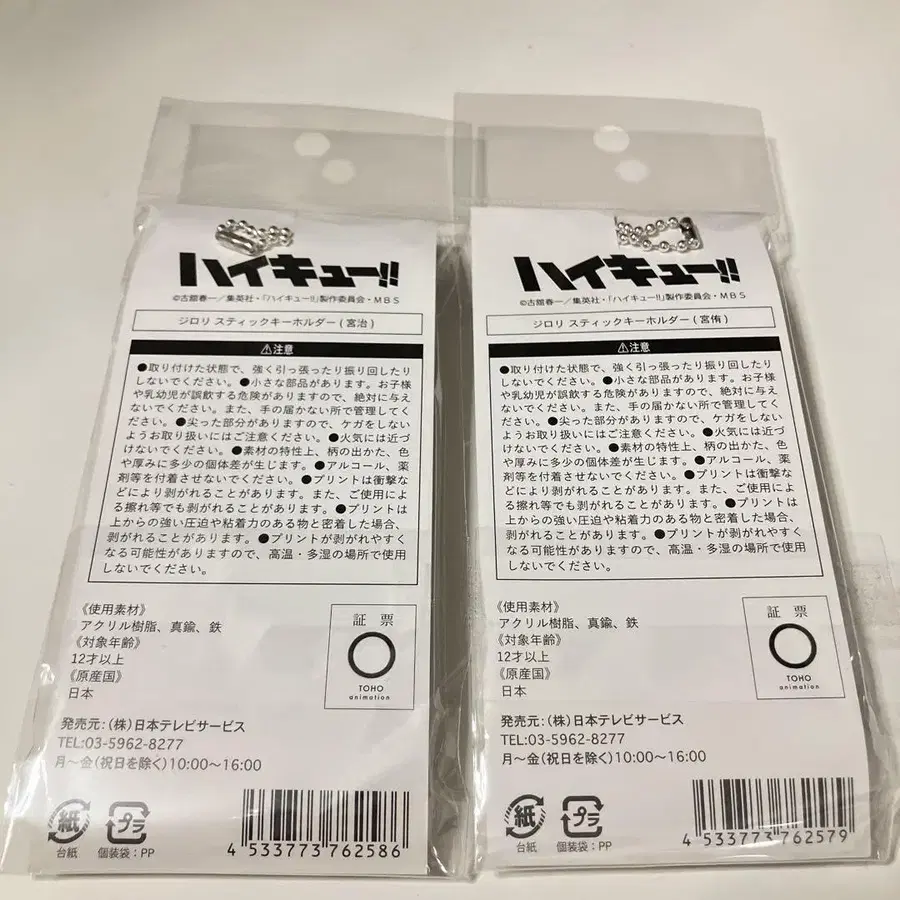 ハイキュー!!
©古舘春一／集英社・「ハイキュー!!」製作委員会・MBS
ジロリ スティックキーホルダー(宮治)
⚠注意
●取り付けた状態で、強く引っ張ったり振り回したり
しないでください。●小さな部品があります。お子様
や乳幼児が誤飲する危険がありますので、絶対に与え
ないでください。また、手の届かない所で管理してく
ださい。●尖った部分がありますので、ケガをしない
ようお取り扱いにはご注意ください。●火気には近づ
けないでください。●素材の特性上、柄の出かた、色
や厚みに多少の個体差が生じます。●アルコール、薬
剤等を付着させないでください。●プリントは衝撃な
どにより剥がれることがあります。また、ご使用によ
る擦れ等でも剥がれることがあります。●プリントは
上からの強い圧迫や粘着力のある物と密着した場合、
剥がれることがあります。●プリントが剥がれやすく
なる可能性がありますので、高温・多湿の場所で使用
しないでください。
《使用素材》
アクリル樹脂、真鍮、鉄
《対象年齢》
12才以上
《原産国》
日本
証票
TOHO
animation
発売元:(株)日本テレビサービス
TEL:03-5962-8277
月～金(祝日を除く)10:00～16:00
紙
台紙
プラ
個装袋:PP
4 533773 762586
ハイキュー!!
©古舘春一／集英社・「ハイキュー!!」製作委員会・MBS
ジロリ スティックキーホルダー(宮侑)
⚠注意
●取り付けた状態で、強く引っ張ったり振り回したり
しないでください。●小さな部品があります。お子様
や乳幼児が誤飲する危険がありますので、絶対に与え
ないでください。また、手の届かない所で管理してく
ださい。●尖った部分がありますので、ケガをしない
ようお取り扱いにはご注意ください。●火気には近づ
けないでください。●素材の特性上、柄の出かた、色
や厚みに多少の個体差が生じます。●アルコール、薬
剤等を付着させないでください。●プリントは衝撃な
どにより剥がれることがあります。また、ご使用によ
る擦れ等でも剥がれることがあります。●プリントは
上からの強い圧迫や粘着力のある物と密着した場合、
剥がれることがあります。●プリントが剥がれやすく
なる可能性がありますので、高温・多湿の場所で使用
しないでください。
《使用素材》
アクリル樹脂、真鍮、鉄
《対象年齢》
12才以上
《原産国》
日本
証票
TOHO
animation
発売元:(株)日本テレビサービス
TEL:03-5962-8277
月～金(祝日を除く)10:00～16:00
紙
台紙
プラ
個装袋:PP
4 533773 762579